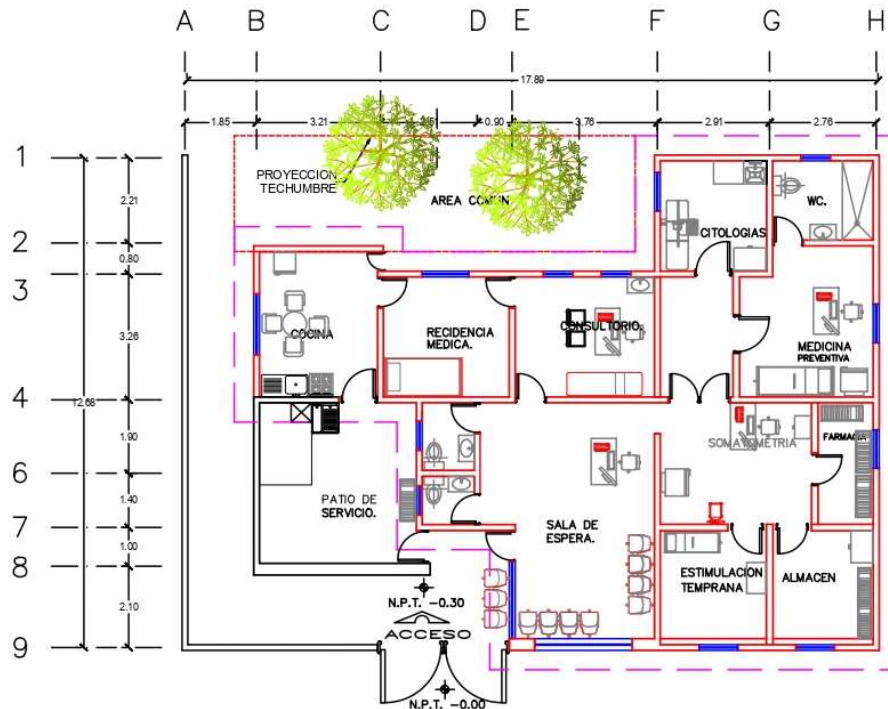 A B C D E F G H
17.89
1.85 3.21 0.90 3.76 2.91 2.76
1
2
3
4
6
7
8
9
2.21
0.80
3.26
12.68
1.90
1.40
1.00
2.10
PROYECCION
TECHUMBRE
AREA COMUN
CITOLOGIAS
WC.
COCINA
RECIDENCIA
MEDICA.
CONSULTORIO.
MEDICINA
PREVENTIVA
SOMATOMETRIA
FARMACIA
PATIO DE
SERVICIO.
SALA DE
ESPERA.
ESTIMULACION
TEMPRANA
ALMACEN
N.P.T. -0.30
ACCESO
N.P.T. -0.00